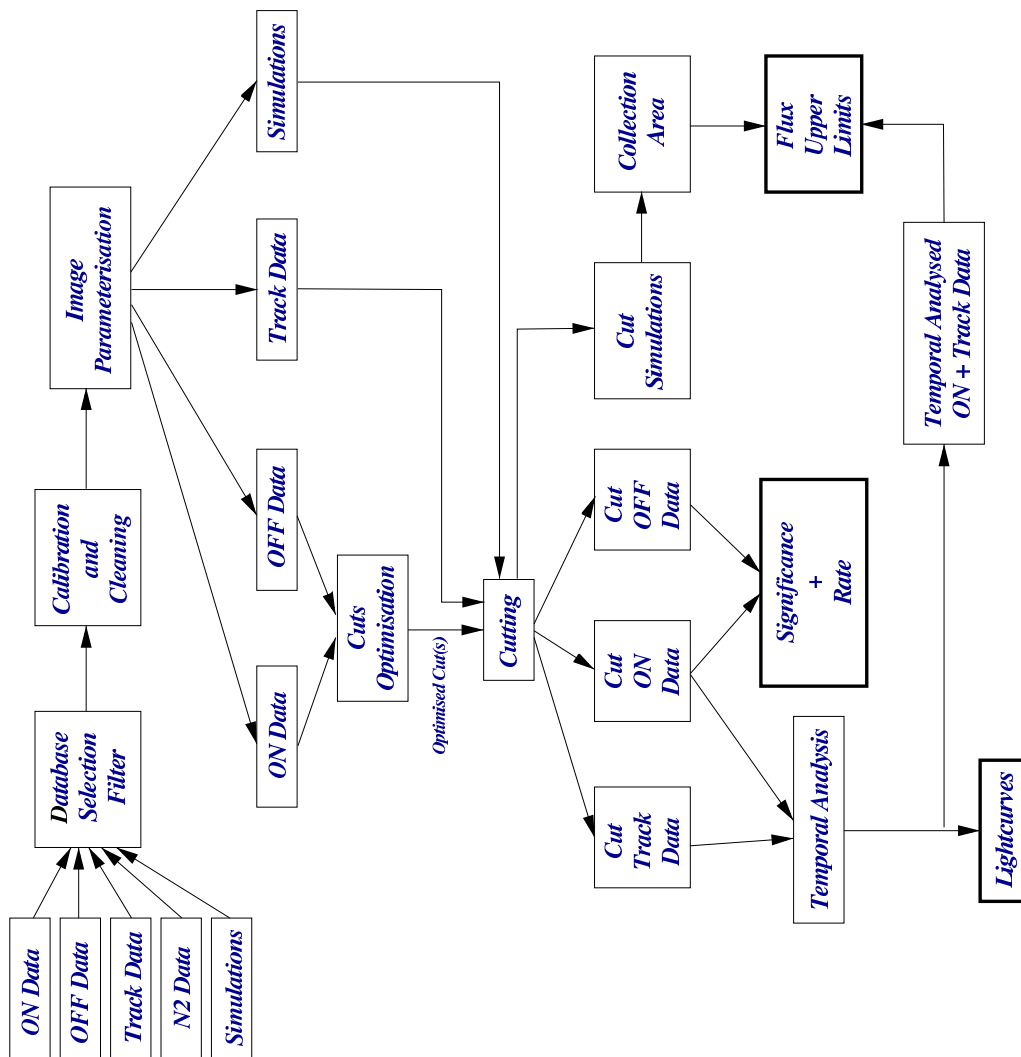 ON Data
OFF Data
Track Data
N2 Data
Simulations
Database
Selection
Filter
Calibration
and
Cleaning
Image
Parameterisation
ON Data
OFF Data
Track Data
Simulations
Cuts
Optimisation
Optimised Cut(s)
Cutting
Cut
Track
Data
Cut
ON
Data
Cut
OFF
Data
Cut
Simulations
Collection
Area
Temporal Analysis
Significance
+
Rate
Flux
Upper
Limits
Temporal Analysed
ON + Track Data
Lightcurves